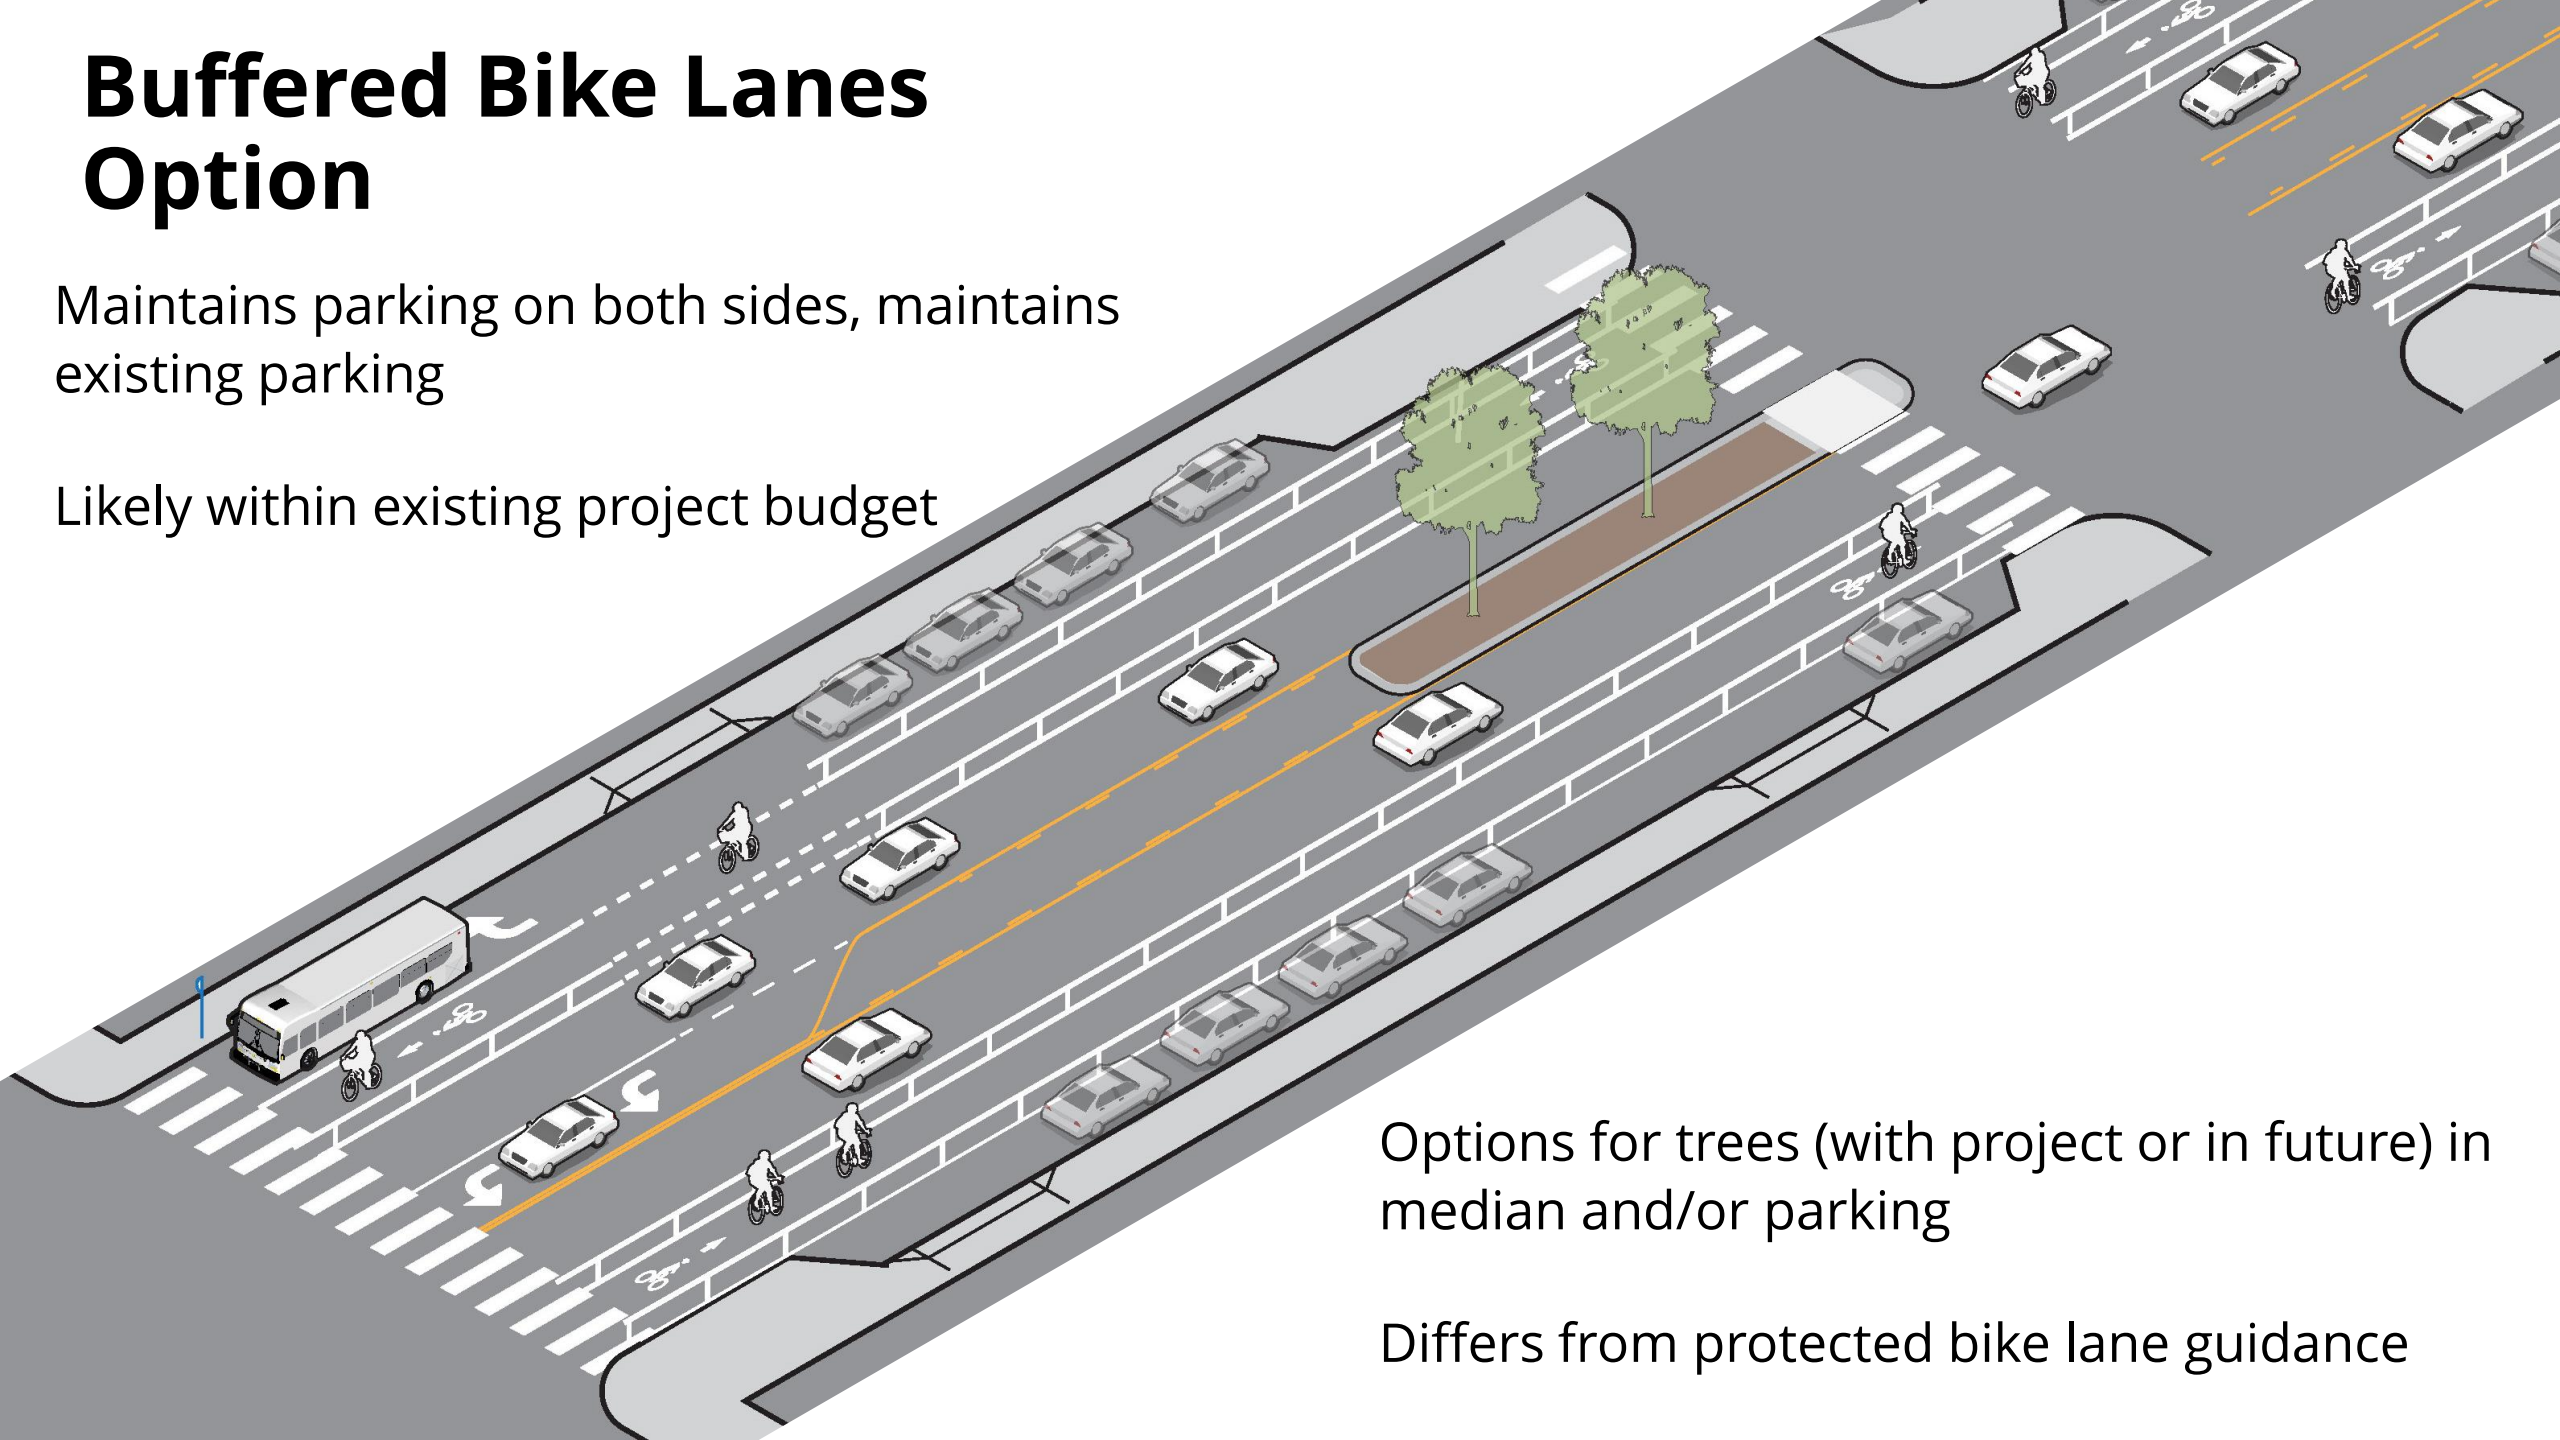 Buffered Bike Lanes
Option
Maintains parking on both sides, maintains
existing parking
Likely within existing project budget
Options for trees (with project or in future) in
median and/or parking
Differs from protected bike lane guidance